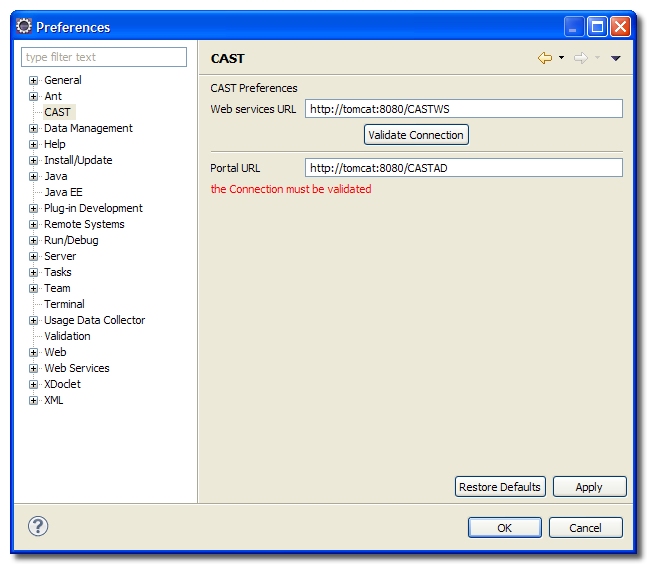 Preferences
type filter text
General
Ant
CAST
Data Management
Help
Install/Update
Java
Java EE
Plug-in Development
Remote Systems
Run/Debug
Server
Tasks
Team
Terminal
Usage Data Collector
Validation
Web
Web Services
XDoclet
XML
CAST
CAST Preferences
Web services URL http://tomcat:8080/CASTWS
Validate Connection
Portal URL http://tomcat:8080/CASTAD
the Connection must be validated
Restore Defaults Apply
? OK Cancel